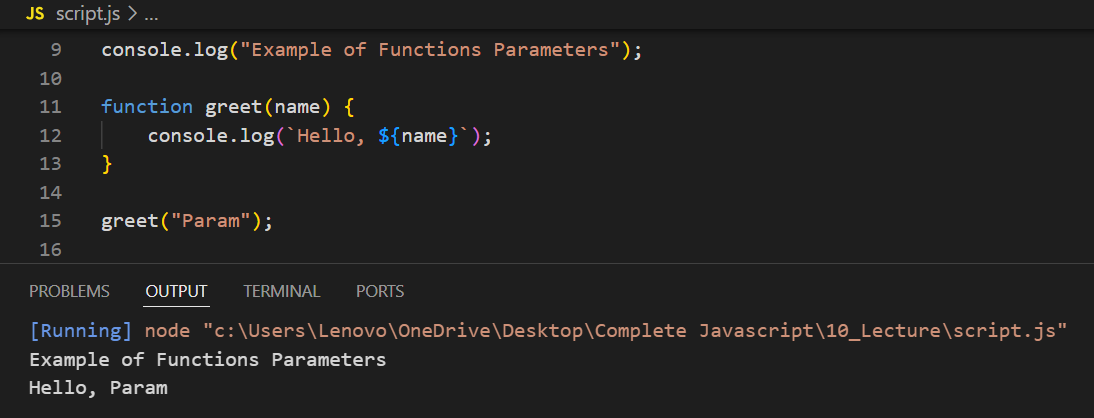 JS script.js > ...
9 console.log("Example of Functions Parameters");
10
11 function greet(name) {
12     console.log(`Hello, ${name}`);
13 }
14
15 greet("Param");
16
PROBLEMS OUTPUT TERMINAL PORTS
[Running] node "c:\Users\Lenovo\OneDrive\Desktop\Complete Javascript\10_Lecture\script.js"
Example of Functions Parameters
Hello, Param